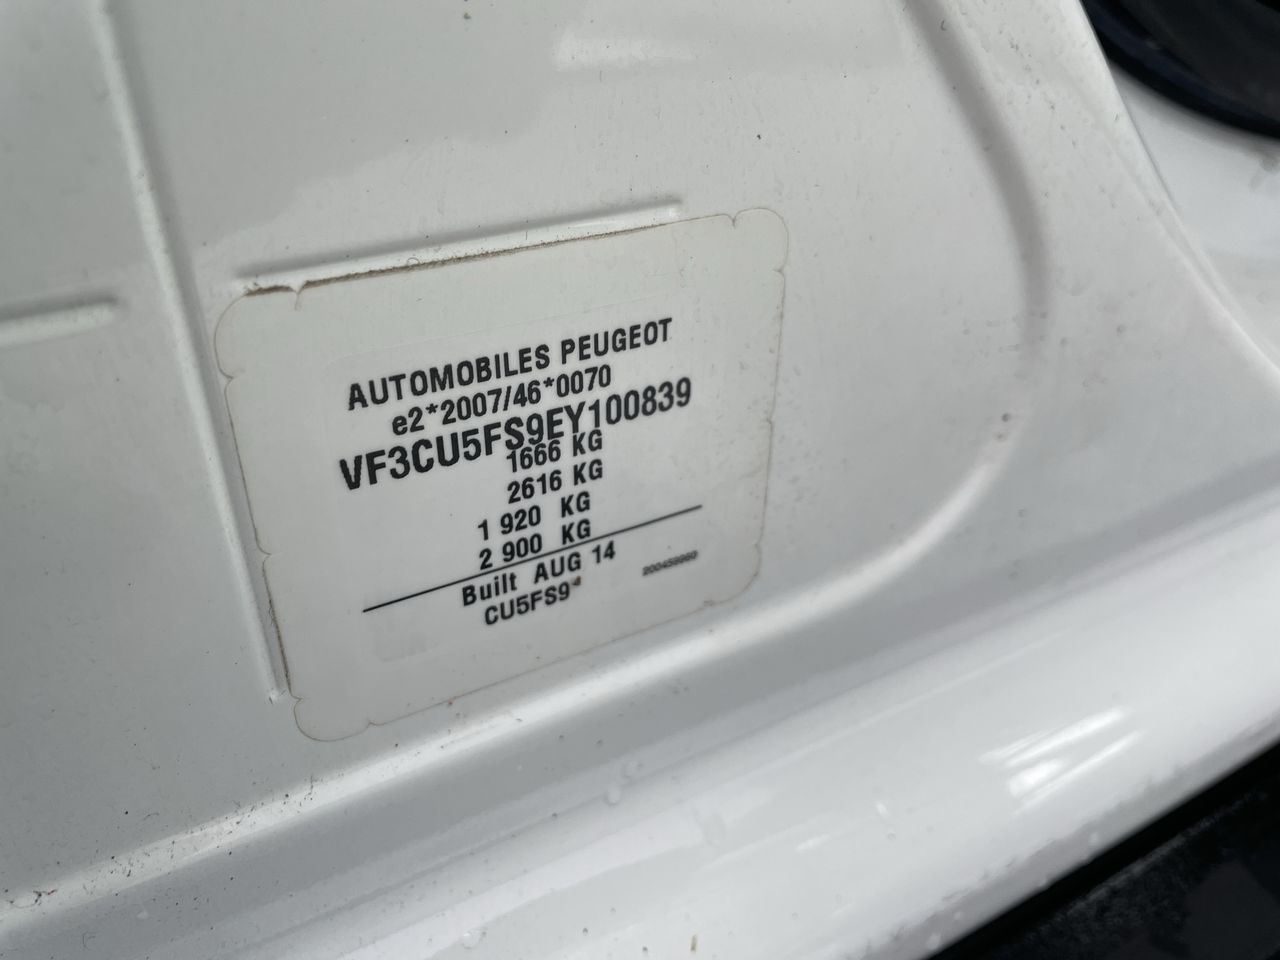 AUTOMOBILES PEUGEOT
e2*2007/46*0070
VF3CU5FS9EY100839
1666 KG
2616 KG
1 920 KG
2 900 KG
Built AUG 14
CU5FS9*